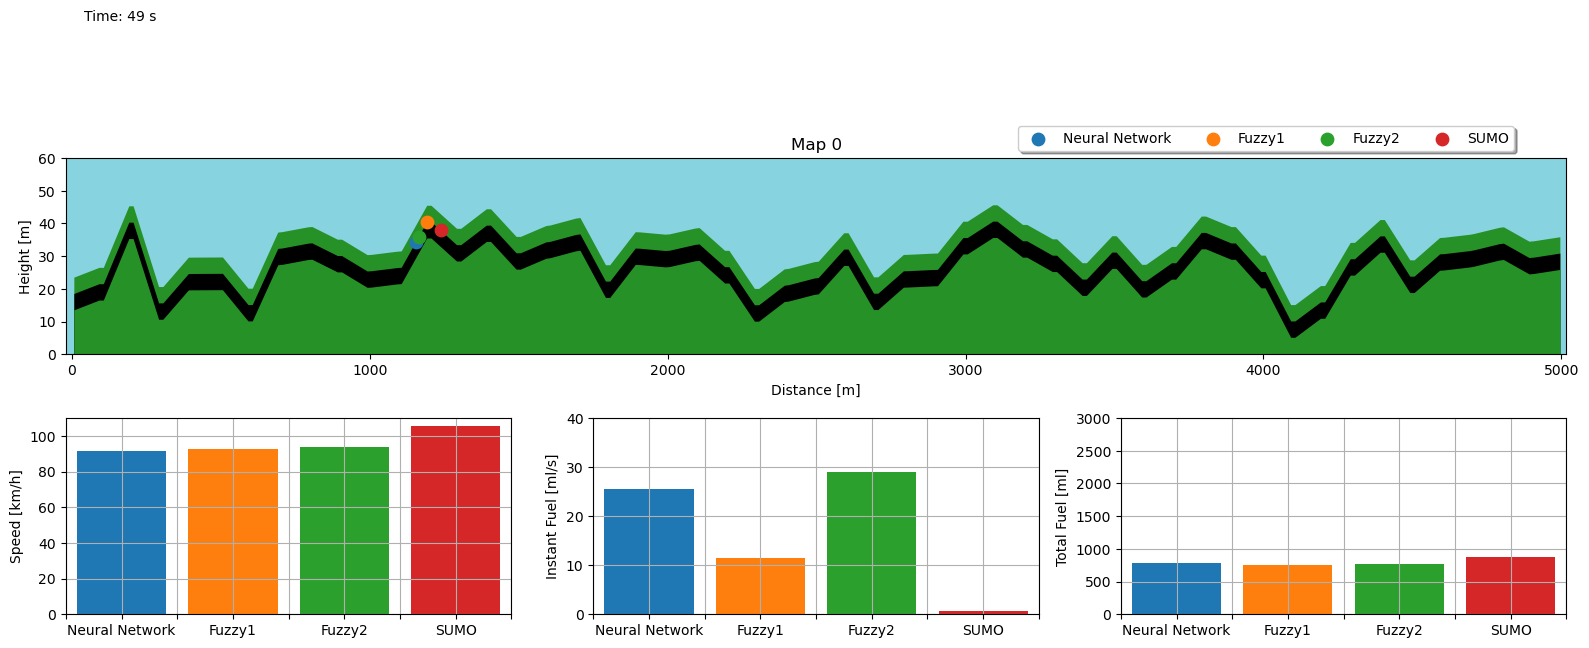 Time: 49 s
Map 0
Neural Network Fuzzy1 Fuzzy2 SUMO
Height [m]
60
50
40
30
20
10
0
0 1000 2000 3000 4000 5000
Distance [m]
Speed [km/h]
100
80
60
40
20
0
Neural Network Fuzzy1 Fuzzy2 SUMO
Instant Fuel [ml/s]
40
30
20
10
0
Neural Network Fuzzy1 Fuzzy2 SUMO
Total Fuel [ml]
3000
2500
2000
1500
1000
500
0
Neural Network Fuzzy1 Fuzzy2 SUMO